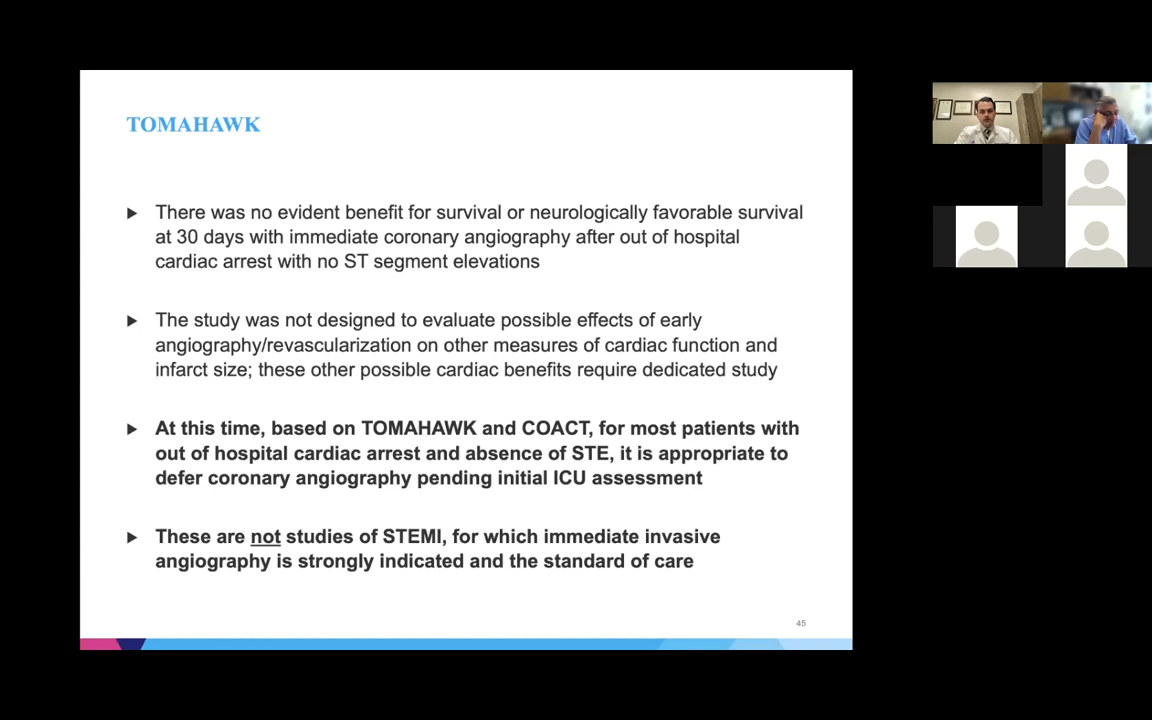 TOMAHAWK
▶ There was no evident benefit for survival or neurologically favorable survival
at 30 days with immediate coronary angiography after out of hospital
cardiac arrest with no ST segment elevations
▶ The study was not designed to evaluate possible effects of early
angiography/revascularization on other measures of cardiac function and
infarct size; these other possible cardiac benefits require dedicated study
▶ At this time, based on TOMAHAWK and COACT, for most patients with
out of hospital cardiac arrest and absence of STE, it is appropriate to
defer coronary angiography pending initial ICU assessment
▶ These are not studies of STEMI, for which immediate invasive
angiography is strongly indicated and the standard of care
45